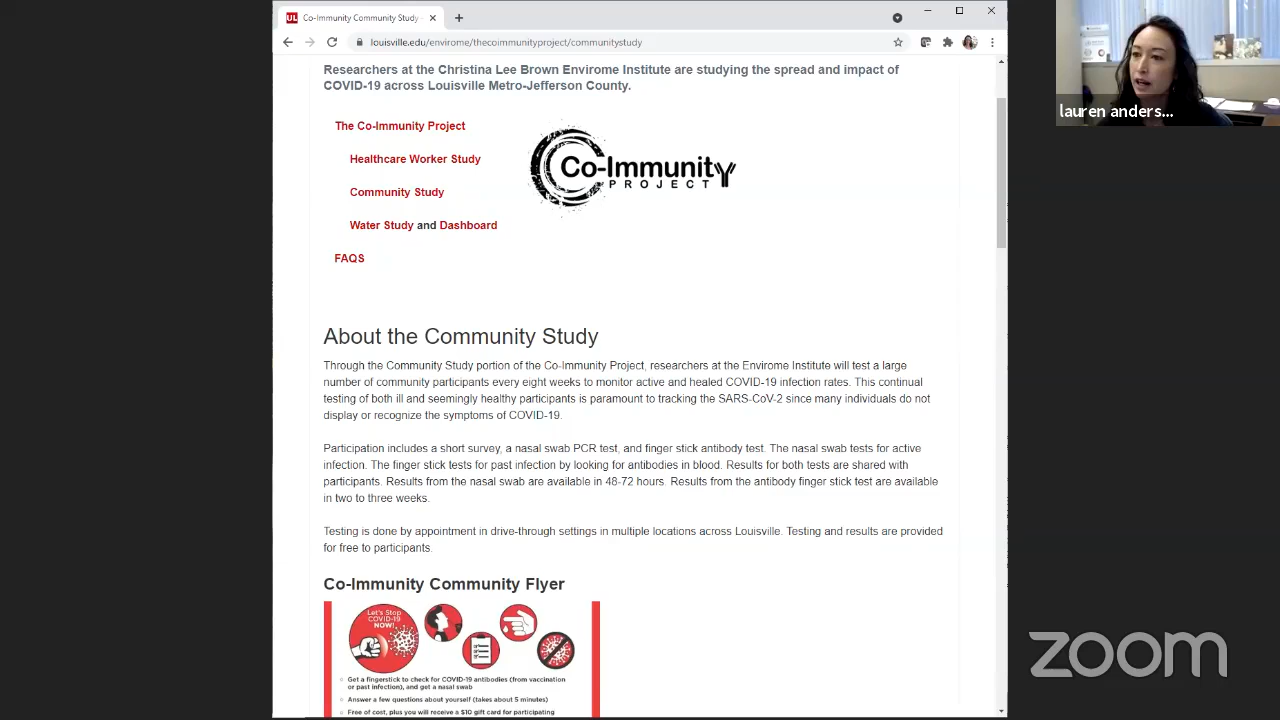 UL Co-Immunity Community Study
louisville.edu/envirome/thecoimmunityproject/communitystudy
lauren anders...
Researchers at the Christina Lee Brown Envirome Institute are studying the spread and impact of
COVID-19 across Louisville Metro-Jefferson County.
The Co-Immunity Project
Healthcare Worker Study
Community Study
Water Study and Dashboard
FAQS
Co-Immunity
PROJECT
About the Community Study
Through the Community Study portion of the Co-Immunity Project, researchers at the Envirome Institute will test a large
number of community participants every eight weeks to monitor active and healed COVID-19 infection rates. This continual
testing of both ill and seemingly healthy participants is paramount to tracking the SARS-CoV-2 since many individuals do not
display or recognize the symptoms of COVID-19.
Participation includes a short survey, a nasal swab PCR test, and finger stick antibody test. The nasal swab tests for active
infection. The finger stick tests for past infection by looking for antibodies in blood. Results for both tests are shared with
participants. Results from the nasal swab are available in 48-72 hours. Results from the antibody finger stick test are available
in two to three weeks.
Testing is done by appointment in drive-through settings in multiple locations across Louisville. Testing and results are provided
for free to participants.
Co-Immunity Community Flyer
Let's Stop
COVID-19
NOW!
Get a fingerstick to check for COVID-19 antibodies (from vaccination
or past infection), and get a nasal swab
Answer a few questions about yourself (takes about 5 minutes)
Free of cost, plus you will receive a $10 gift card for participating
zoom